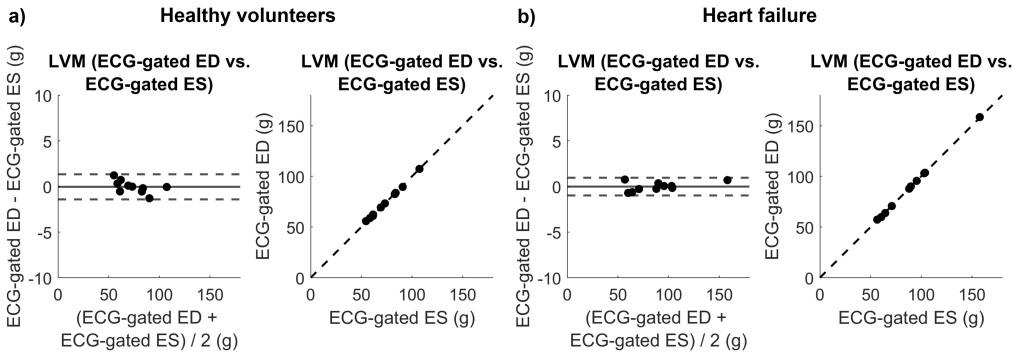 a)
Healthy volunteers
LVM (ECG-gated ED vs.
ECG-gated ES)
ECG-gated ED - ECG-gated ES (g)
10
5
0
-5
-10
0 50 100 150
(ECG-gated ED +
ECG-gated ES) / 2 (g)
LVM (ECG-gated ED vs.
ECG-gated ES)
ECG-gated ED (g)
150
100
50
0
0 50 100 150
ECG-gated ES (g)
b)
Heart failure
LVM (ECG-gated ED vs.
ECG-gated ES)
ECG-gated ED - ECG-gated ES (g)
10
5
0
-5
-10
0 50 100 150
(ECG-gated ED +
ECG-gated ES) / 2 (g)
LVM (ECG-gated ED vs.
ECG-gated ES)
ECG-gated ED (g)
150
100
50
0
0 50 100 150
ECG-gated ES (g)